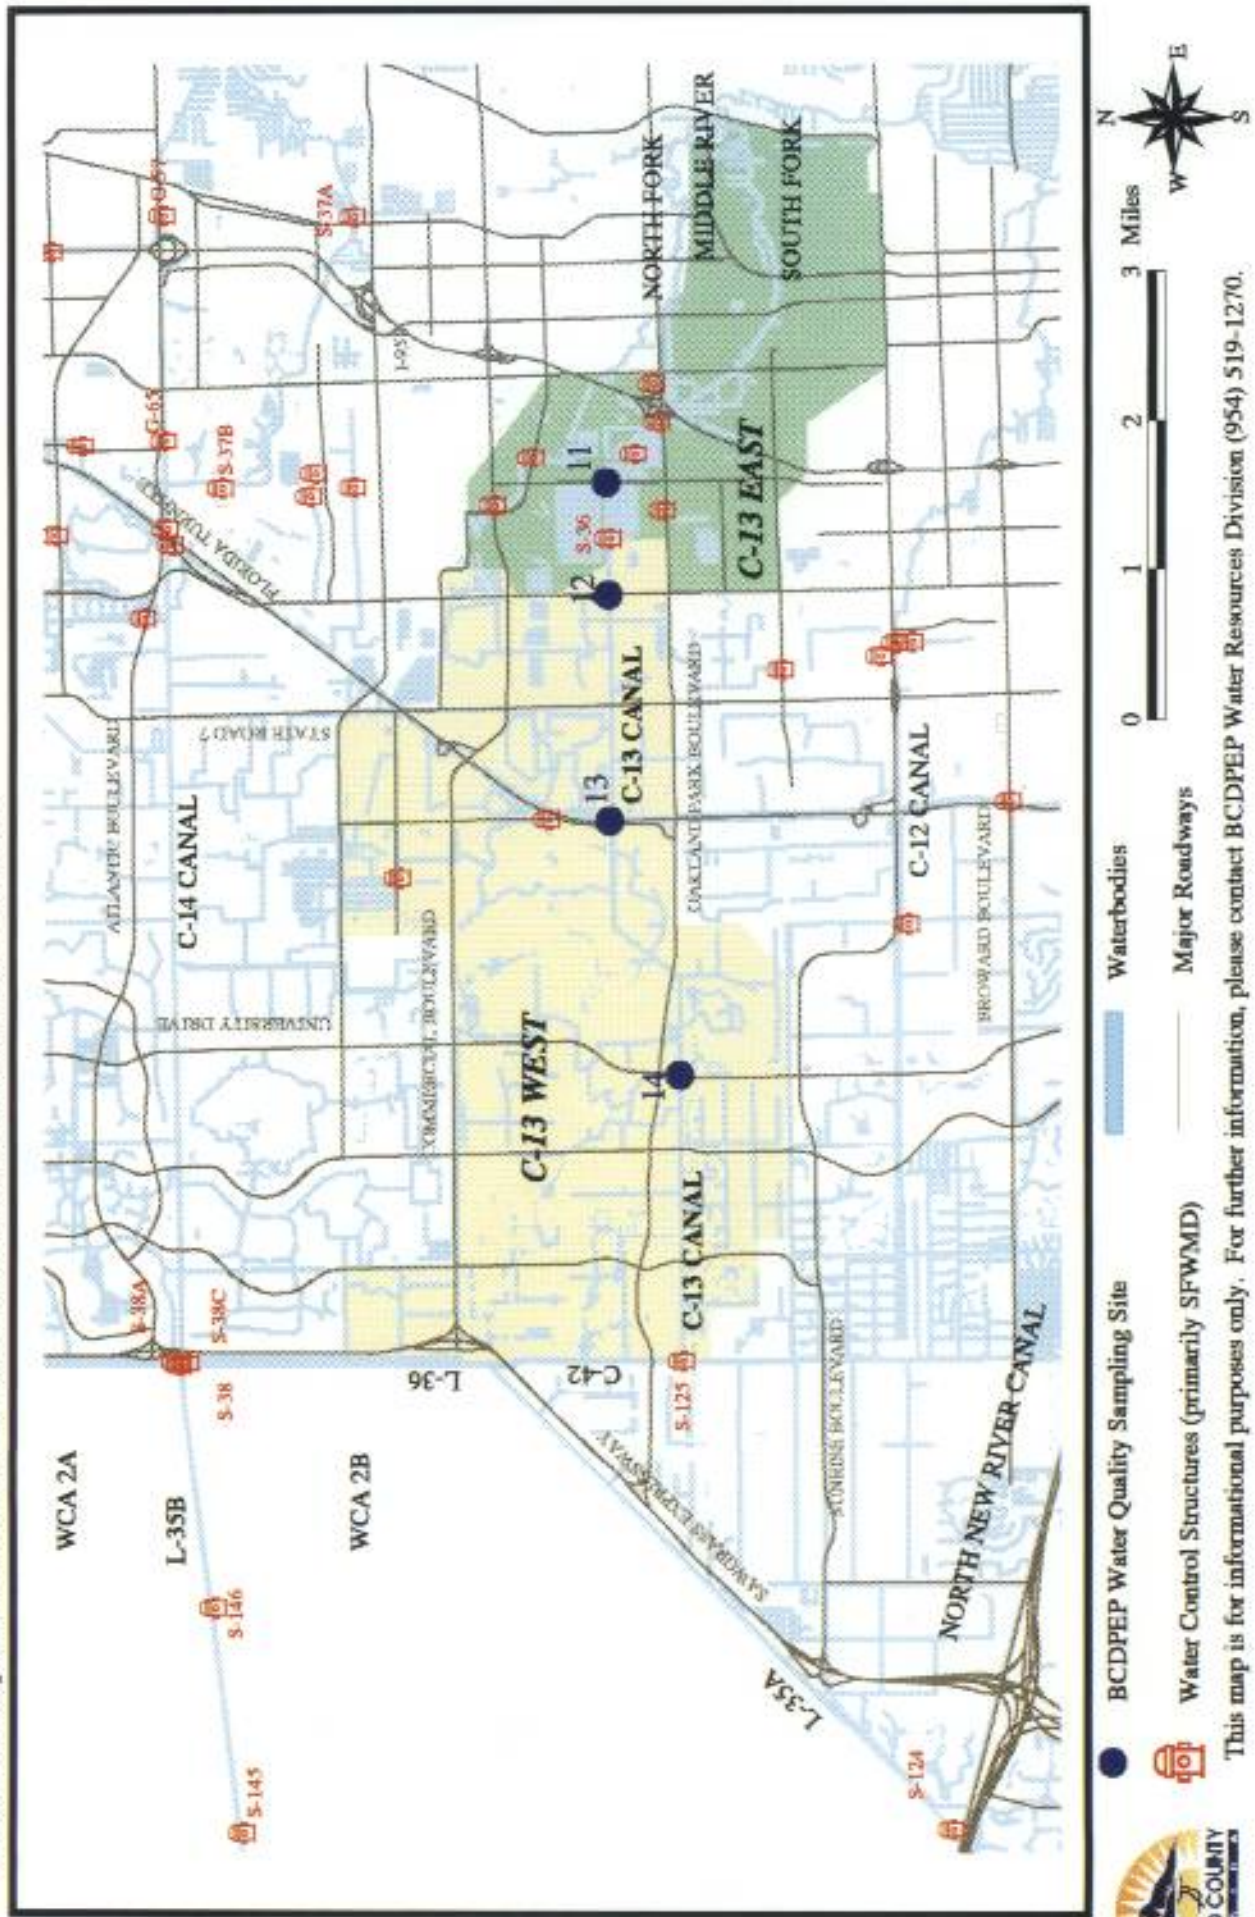 WCA 2A
L-35B
WCA 2B
S-145
S-146
S-38
S-38A
S-38C
ATLANTIC BOULEVARD
C-14 CANAL
UNIVERSITY DRIVE
STATE ROAD 7
FLORIDA TURNPIKE
G-65
S-37B
G-57
S-37A
I-95
L-36
C-42
COMMERCIAL BOULEVARD
C-13 WEST
14
13
12
11
S-36
C-13 CANAL
C-13 CANAL
C-13 EAST
OAKLAND PARK BOULEVARD
NORTH FORK
MIDDLE RIVER
SOUTH FORK
S-125
SAWGRASS EXPRESSWAY
SUNRISE BOULEVARD
C-12 CANAL
BROWARD BOULEVARD
L-35A
S-124
NORTH NEW RIVER CANAL
BCDPEP Water Quality Sampling Site
Waterbodies
Water Control Structures (primarily SFWMD)
Major Roadways
0 1 2 3 Miles
N
W E
S
COUNTY
This map is for informational purposes only. For further information, please contact BCDPEP Water Resources Division (954) 519-1270.